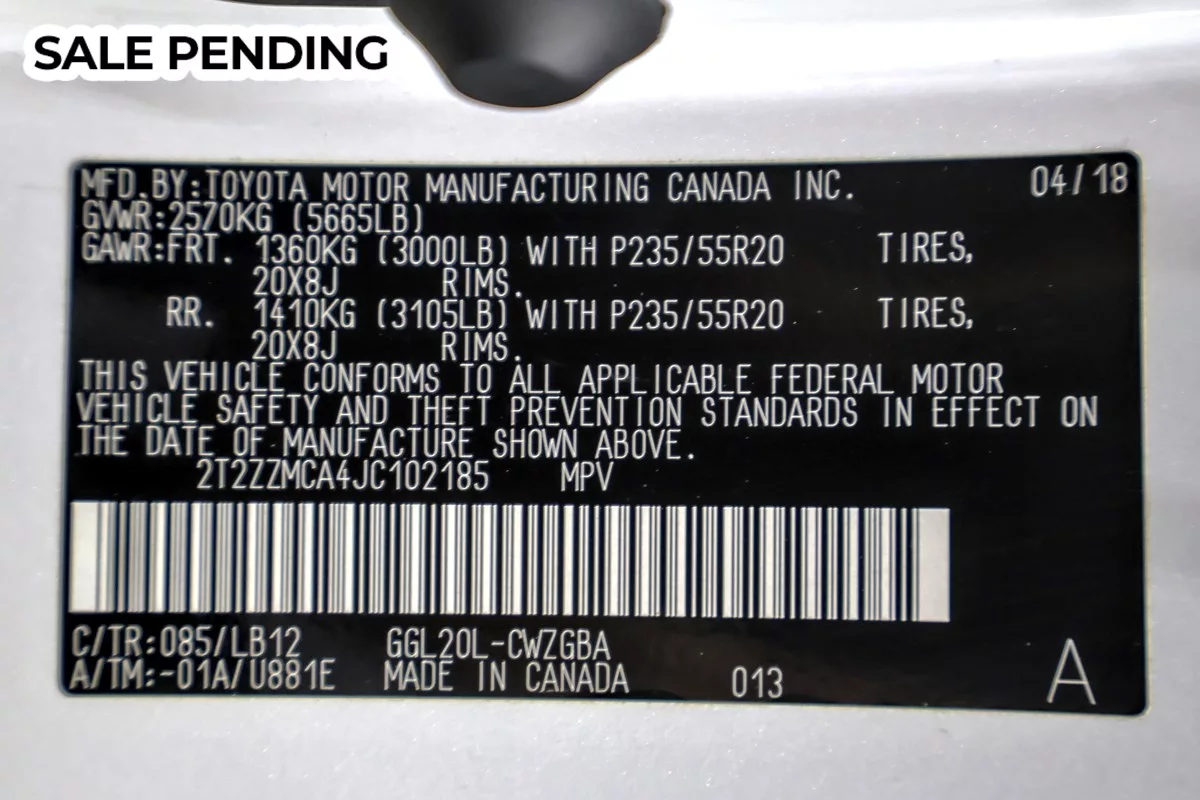 SALE PENDING
MFD.BY:TOYOTA MOTOR MANUFACTURING CANADA INC. 04/18
GVWR:2570KG (5665LB)
GAWR:FRT. 1360KG (3000LB) WITH P235/55R20 TIRES,
20X8J RIMS.
RR. 1410KG (3105LB) WITH P235/55R20 TIRES,
20X8J RIMS.
THIS VEHICLE CONFORMS TO ALL APPLICABLE FEDERAL MOTOR
VEHICLE SAFETY AND THEFT PREVENTION STANDARDS IN EFFECT ON
THE DATE OF MANUFACTURE SHOWN ABOVE.
2T2ZZMCA4JC102185 MPV
C/TR:085/LB12 GGL20L-CWZGBA
A/TM:-01A/U881E MADE IN CANADA 013 A